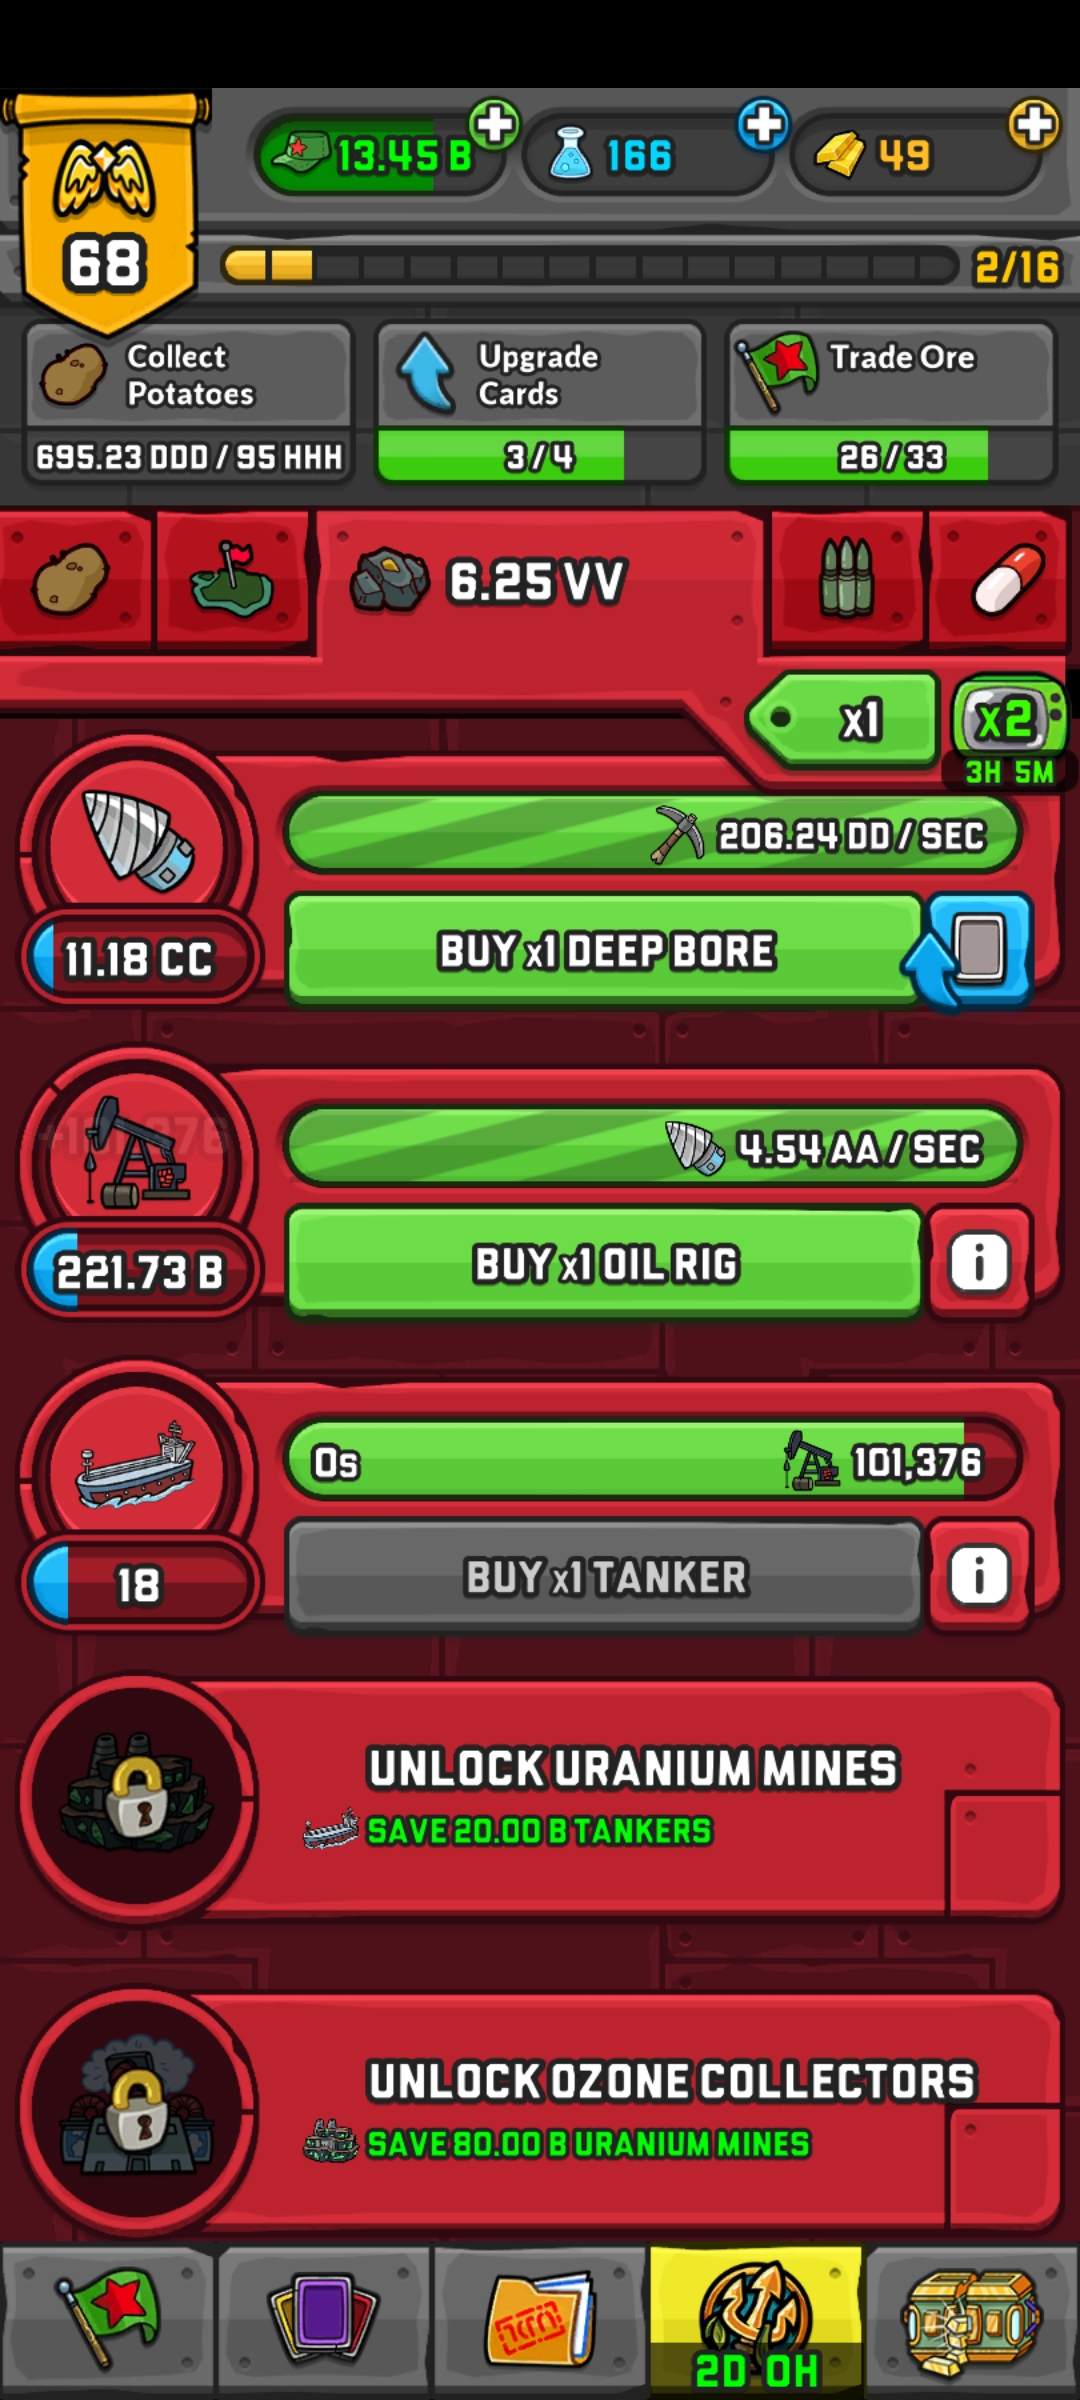 13.45 B
166
49
68
2/16
Collect
Potatoes
695.23 DDD / 95 HHH
Upgrade
Cards
3/4
Trade Ore
26/33
6.25 VV
x1
x2
3H 5M
206.24 DD / SEC
11.18 CC
BUY x1 DEEP BORE
4.54 AA / SEC
221.73 B
BUY x1 OIL RIG
i
0s
101,376
18
BUY x1 TANKER
i
UNLOCK URANIUM MINES
SAVE 20.00 B TANKERS
UNLOCK OZONE COLLECTORS
SAVE 80.00 B URANIUM MINES
2D 0H